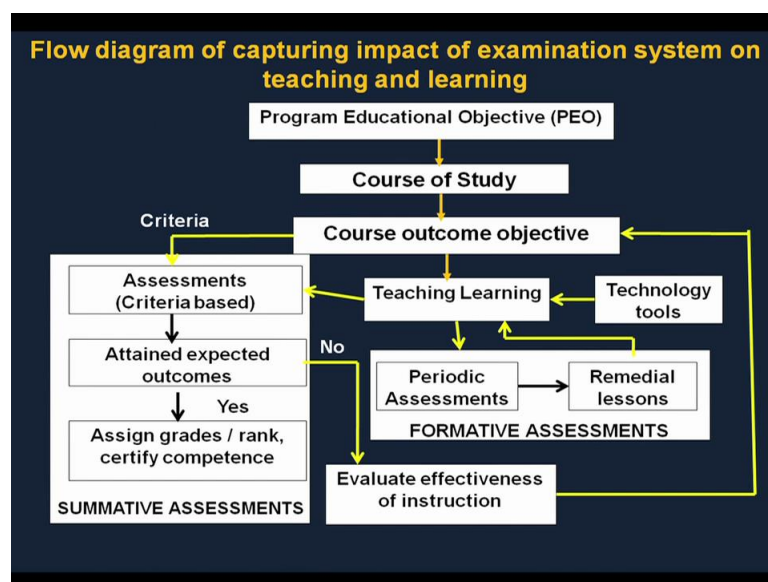 Flow diagram of capturing impact of examination system on
teaching and learning
Program Educational Objective (PEO)
Course of Study
Criteria
Course outcome objective
Assessments
(Criteria based)
Teaching Learning
Technology
tools
Attained expected
outcomes
No
Periodic
Assessments
Remedial
lessons
FORMATIVE ASSESSMENTS
Yes
Assign grades / rank,
certify competence
SUMMATIVE ASSESSMENTS
Evaluate effectiveness
of instruction